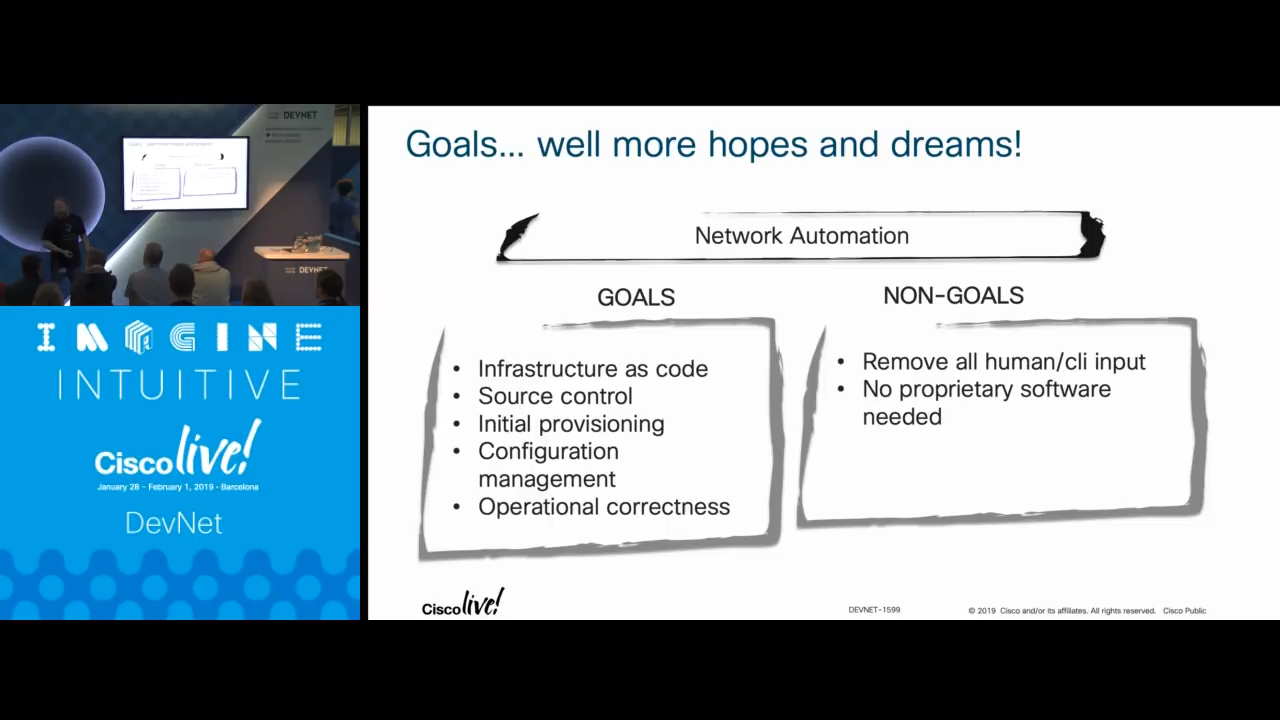 DEVNET
DEVNET
IMAGINE
INTUITIVE
Cisco live!
January 28 - February 1, 2019 · Barcelona
DevNet
Goals... well more hopes and dreams!
Network Automation
GOALS
• Infrastructure as code
• Source control
• Initial provisioning
• Configuration
management
• Operational correctness
NON-GOALS
• Remove all human/cli input
• No proprietary software
needed
Cisco live!
DEVNET-1599
© 2019 Cisco and/or its affiliates. All rights reserved. Cisco Public